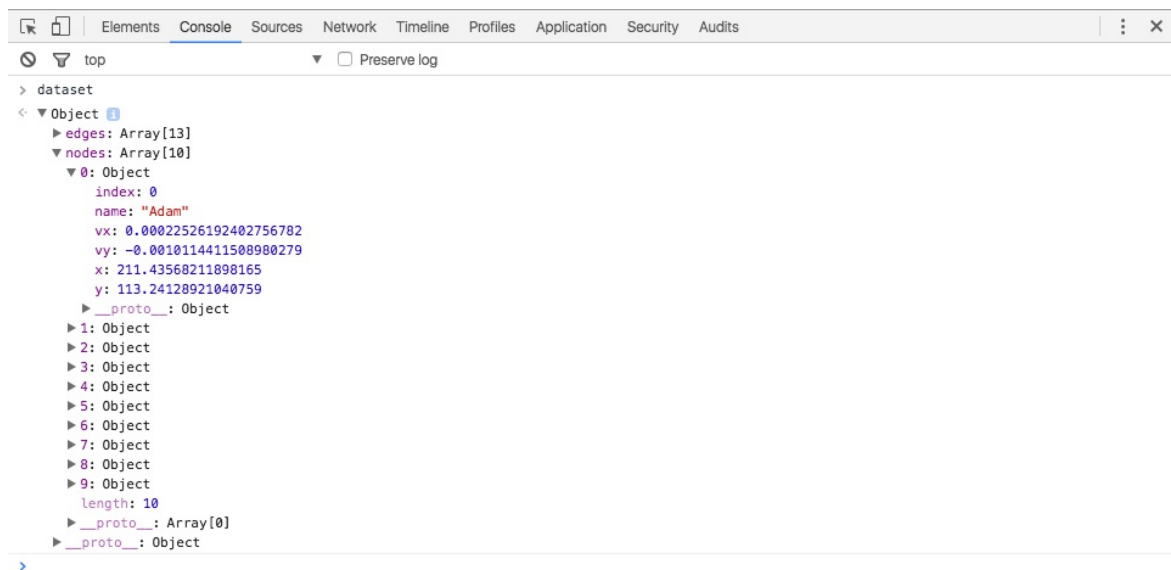 Elements Console Sources Network Timeline Profiles Application Security Audits
top Preserve log
dataset
Object i
edges: Array[13]
nodes: Array[10]
0: Object
index: 0
name: "Adam"
vx: 0.00022526192402756782
vy: -0.0010114411508980279
x: 211.43568211898165
y: 113.24128921040759
__proto__: Object
1: Object
2: Object
3: Object
4: Object
5: Object
6: Object
7: Object
8: Object
9: Object
length: 10
__proto__: Array[0]
__proto__: Object